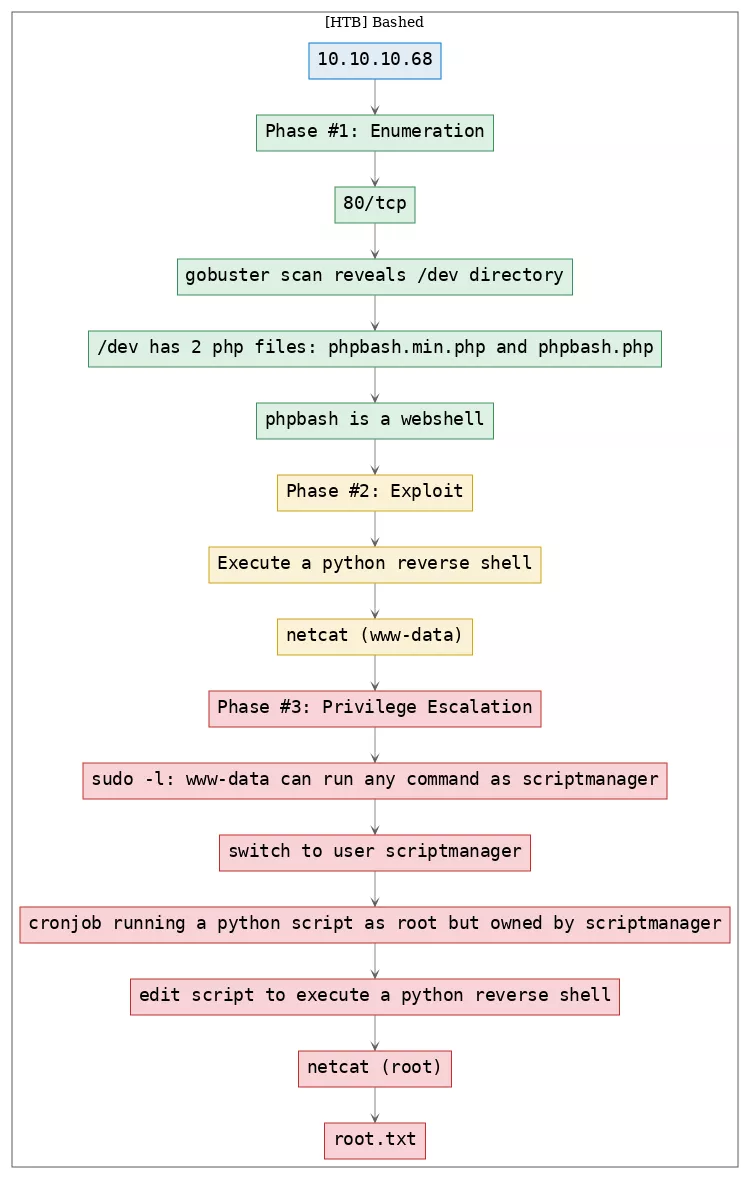 [HTB] Bashed
10.10.10.68
Phase #1: Enumeration
80/tcp
gobuster scan reveals /dev directory
/dev has 2 php files: phpbash.min.php and phpbash.php
phpbash is a webshell
Phase #2: Exploit
Execute a python reverse shell
netcat (www-data)
Phase #3: Privilege Escalation
sudo -l: www-data can run any command as scriptmanager
switch to user scriptmanager
cronjob running a python script as root but owned by scriptmanager
edit script to execute a python reverse shell
netcat (root)
root.txt